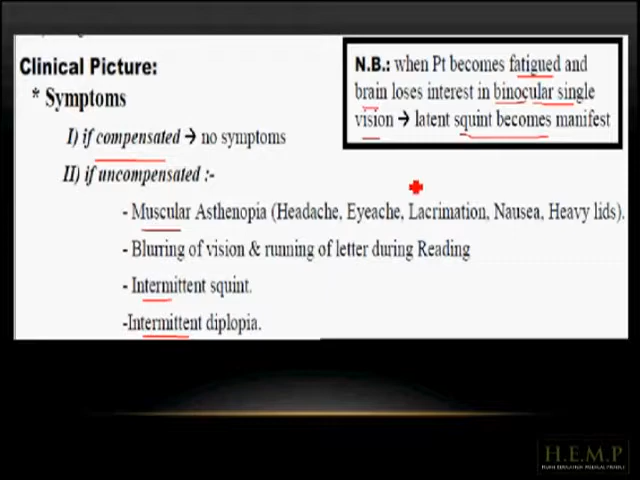 Clinical Picture:
* Symptoms
I) if compensated → no symptoms
II) if uncompensated :-
- Muscular Asthenopia (Headache, Eyeache, Lacrimation, Nausea, Heavy lids).
- Blurring of vision & running of letter during Reading
- Intermittent squint.
-Intermittent diplopia.
N.B.: when Pt becomes fatigued and
brain loses interest in binocular single
vision → latent squint becomes manifest
H.E.M.P